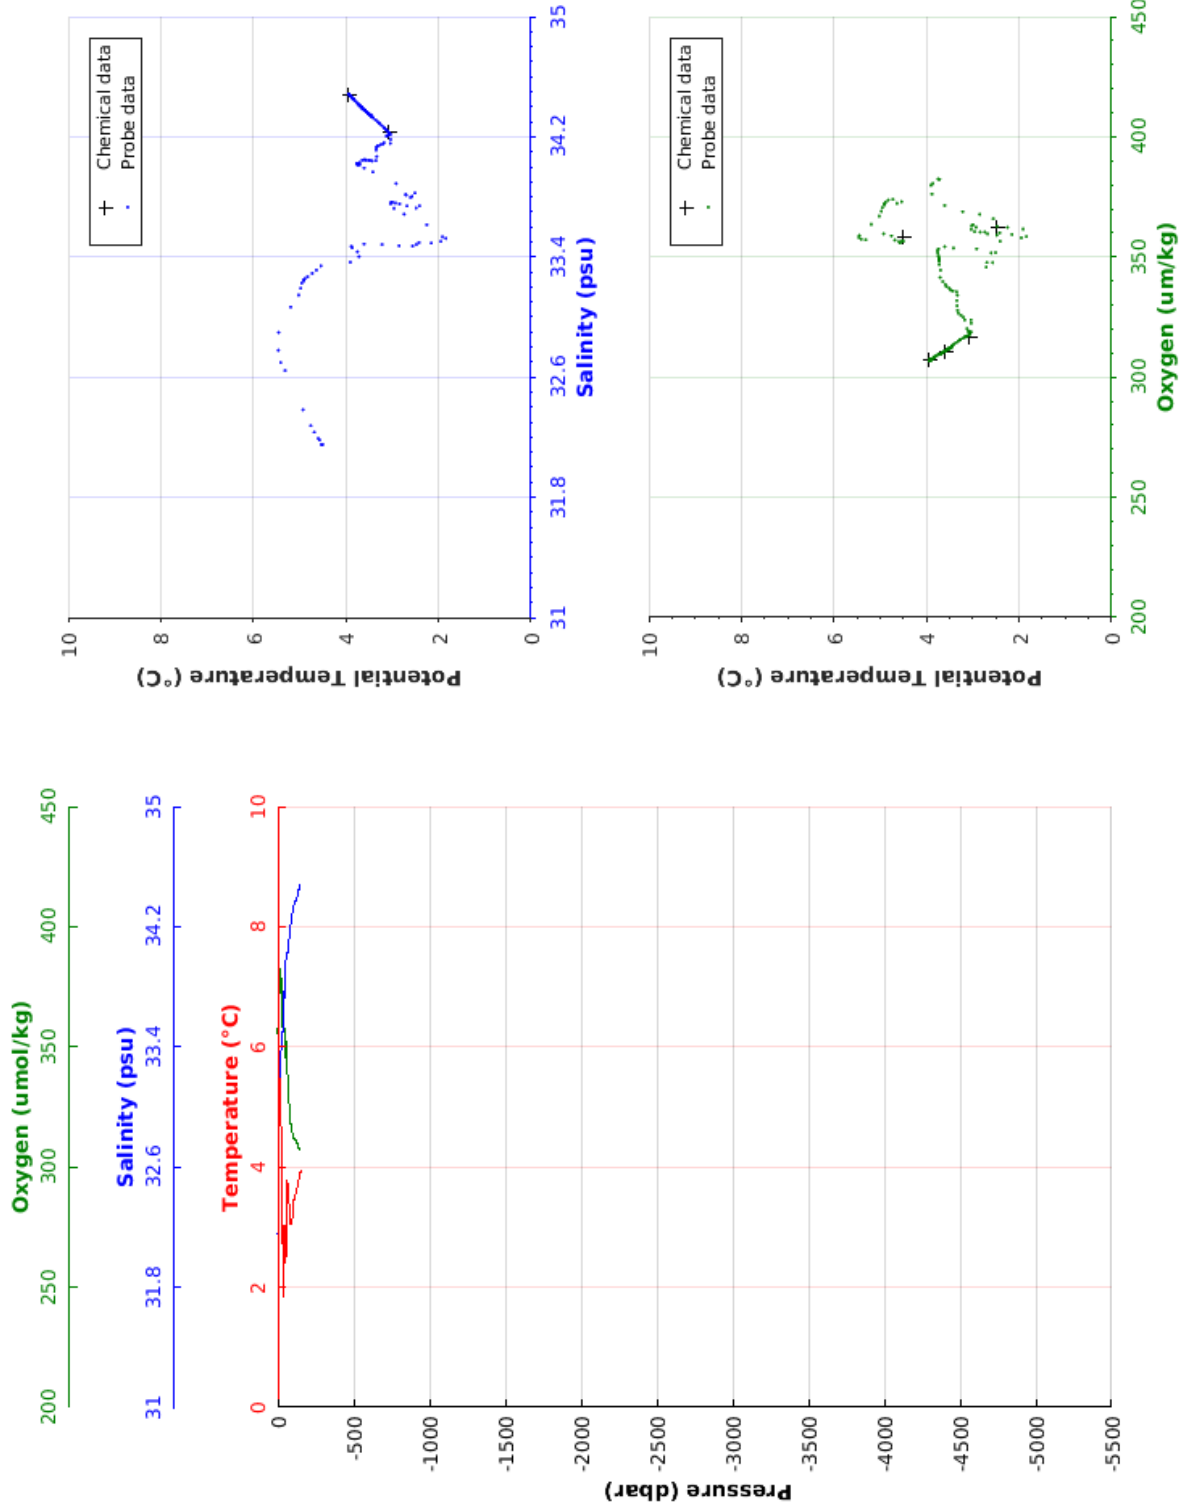 Oxygen (umol/kg)
200 250 300 350 400 450
Salinity (psu)
31 31.8 32.6 33.4 34.2 35
Temperature (°C)
0 2 4 6 8 10
Pressure (dbar)
0
-500
-1000
-1500
-2000
-2500
-3000
-3500
-4000
-4500
-5000
-5500
Potential Temperature (°C)
10
8
6
4
2
0
Chemical data
Probe data
31 31.8 32.6 33.4 34.2 35
Salinity (psu)
Potential Temperature (°C)
10
8
6
4
2
0
Chemical data
Probe data
200 250 300 350 400 450
Oxygen (um/kg)